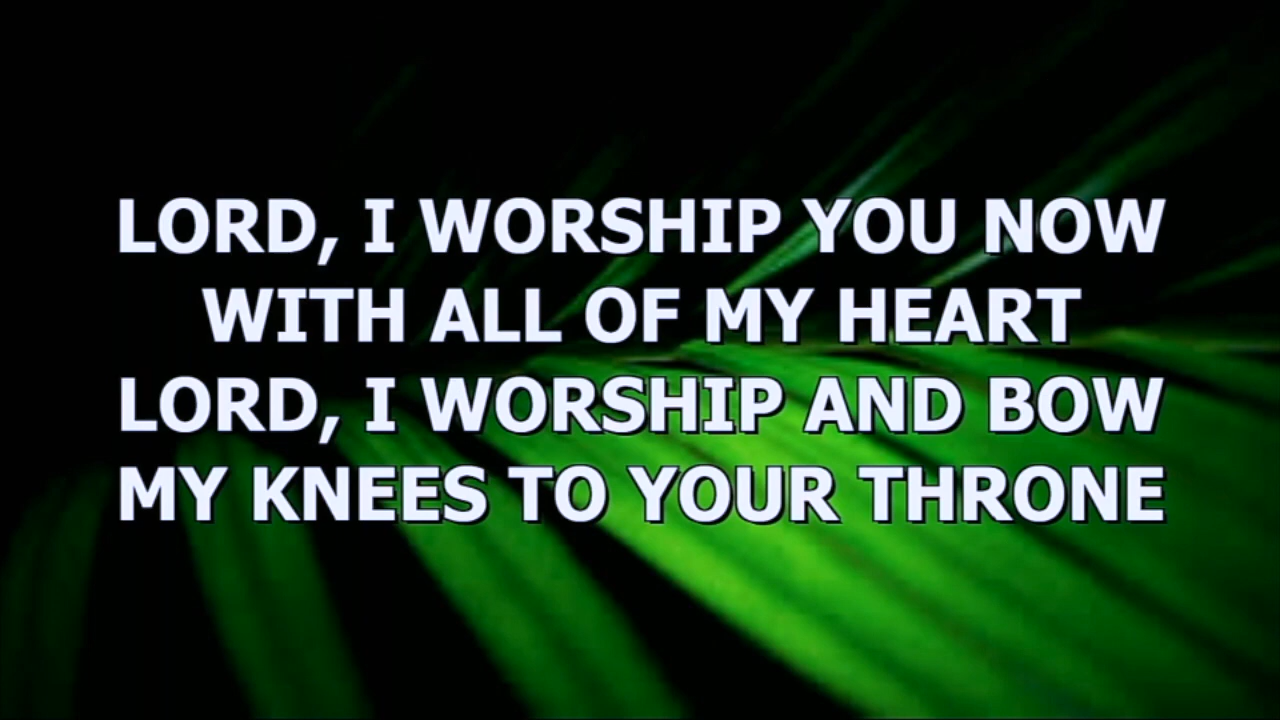 LORD, I WORSHIP YOU NOW
WITH ALL OF MY HEART
LORD, I WORSHIP AND BOW
MY KNEES TO YOUR THRONE